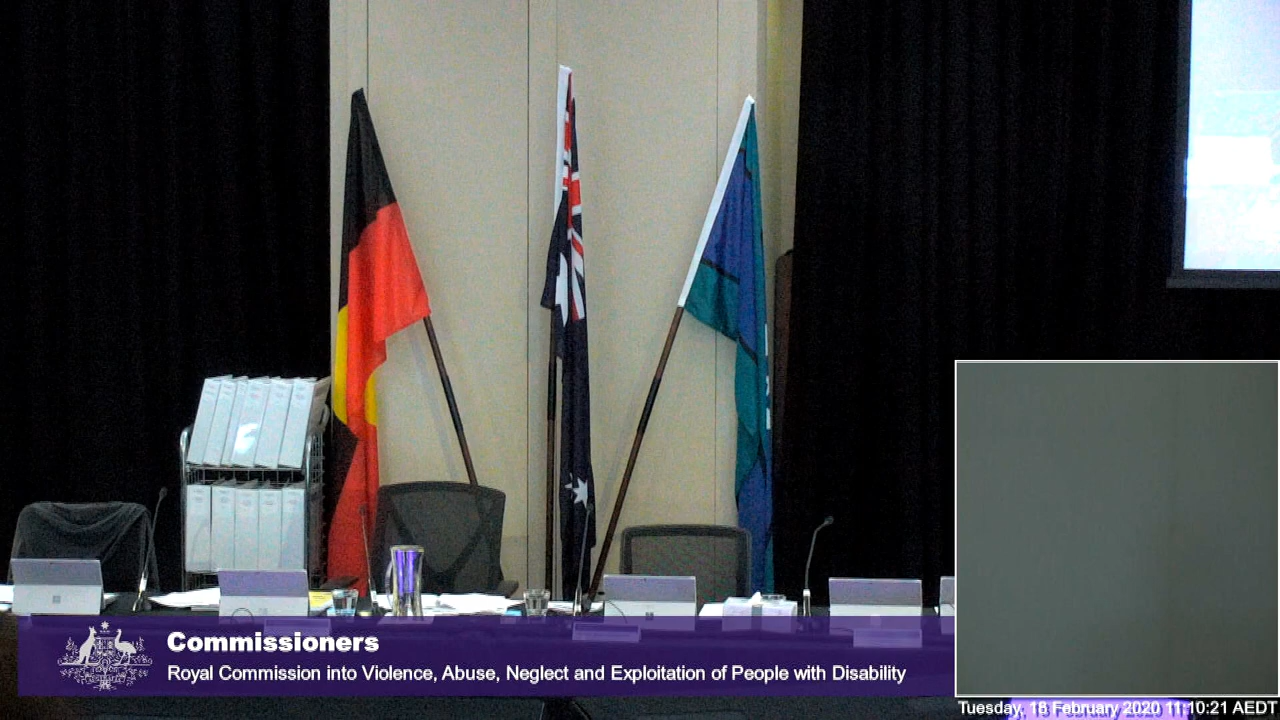 Commissioners
Royal Commission into Violence, Abuse, Neglect and Exploitation of People with Disability
Tuesday, 18 February 2020 11:10:21 AEDT